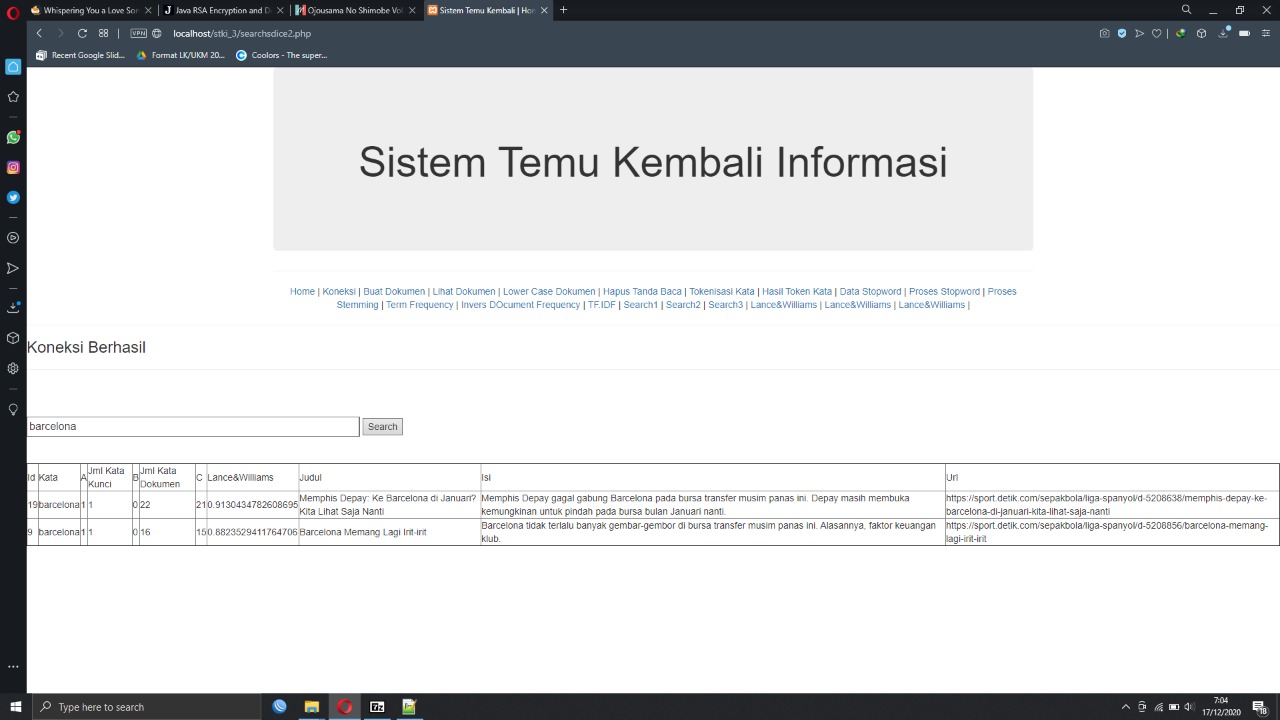 Whispering You a Love Son
Java RSA Encryption and D
Ojousama No Shimobe Vol
Sistem Temu Kembali | Hon
VPN
localhost/stki_3/searchsdice2.php
Recent Google Slid...
Format LK/UKM 20...
Coolors - The super...
Sistem Temu Kembali Informasi
Home | Koneksi | Buat Dokumen | Lihat Dokumen | Lower Case Dokumen | Hapus Tanda Baca | Tokenisasi Kata | Hasil Token Kata | Data Stopword | Proses Stopword | Proses
Stemming | Term Frequency | Invers DOcument Frequency | TF.IDF | Search1 | Search2 | Search3 | Lance&Williams | Lance&Williams | Lance&Williams |
Koneksi Berhasil
barcelona
Search
Id Kata A Jml Kata Kunci B Jml Kata Dokumen C Lance&Williams Judul Isi Url
19 barcelona 1 1 0 22 21 0.9130434782608695 Memphis Depay: Ke Barcelona di Januari? Kita Lihat Saja Nanti Memphis Depay gagal gabung Barcelona pada bursa transfer musim panas ini. Depay masih membuka kemungkinan untuk pindah pada bursa bulan Januari nanti. https://sport.detik.com/sepakbola/liga-spanyol/d-5208638/memphis-depay-ke-barcelona-di-januari-kita-lihat-saja-nanti
9 barcelona 1 1 0 16 15 0.8823529411764706 Barcelona Memang Lagi Irit-irit Barcelona tidak terlalu banyak gembar-gembor di bursa transfer musim panas ini. Alasannya, faktor keuangan klub. https://sport.detik.com/sepakbola/liga-spanyol/d-5208856/barcelona-memang-lagi-irit-irit
Type here to search
7:04
17/12/2020
18